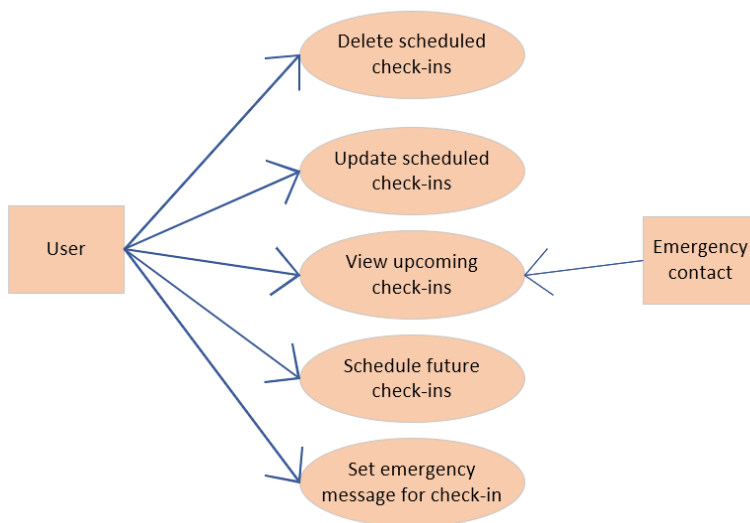 Delete scheduled
check-ins
Update scheduled
check-ins
User
View upcoming
check-ins
Emergency
contact
Schedule future
check-ins
Set emergency
message for check-in